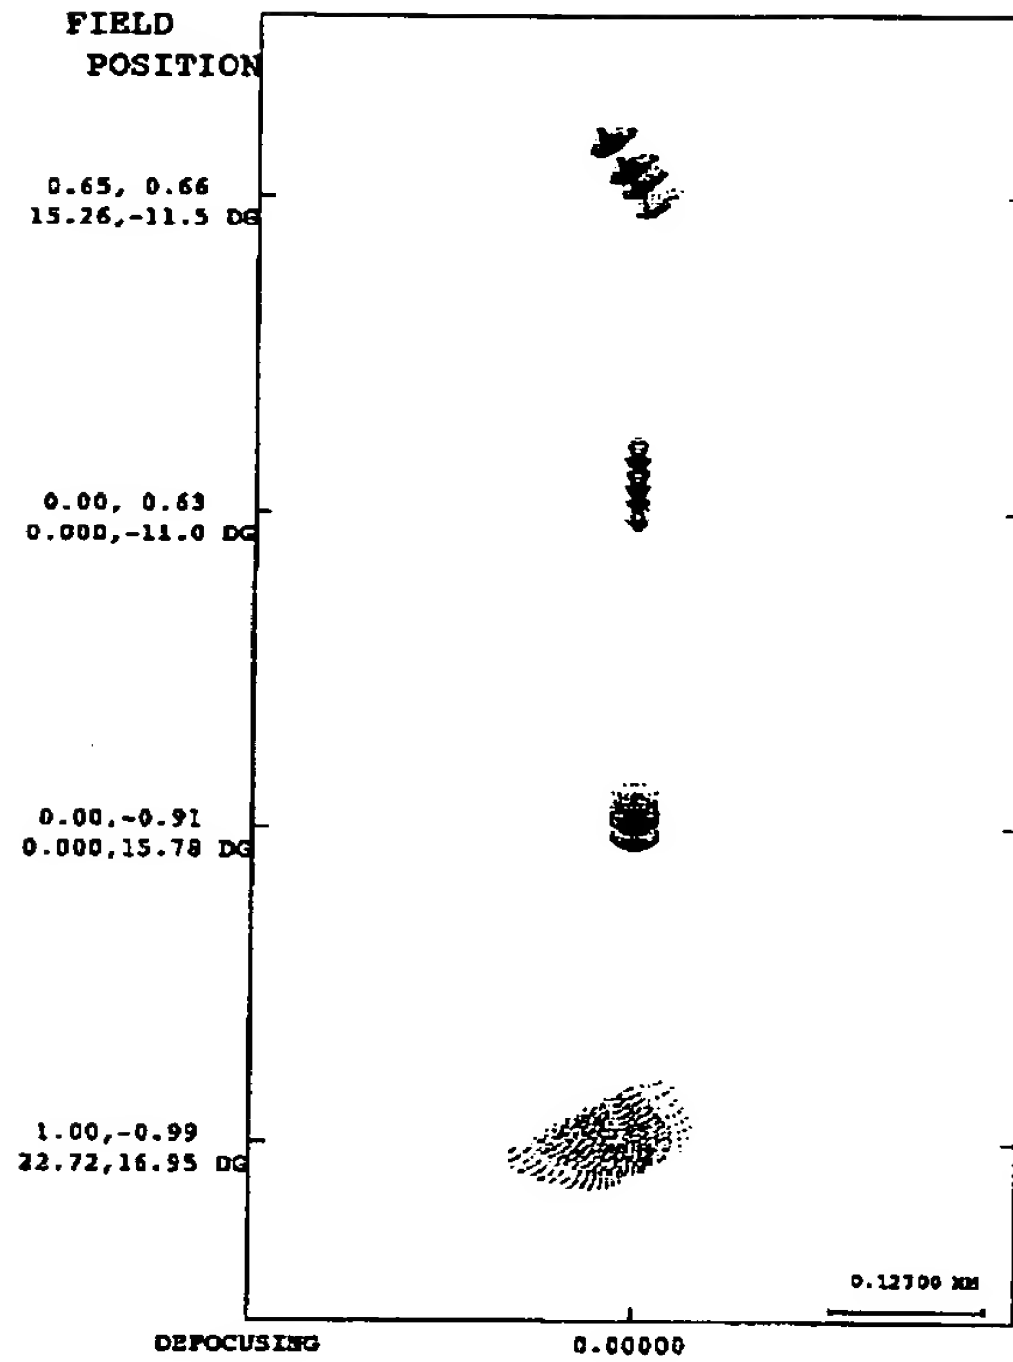 FIELD
POSITION
0.65, 0.66
15.26,-11.5 DG
0.00, 0.63
0.000,-11.0 DG
0.00,-0.91
0.000,15.78 DG
1.00,-0.99
22.72,16.95 DG
0.12700 MM
DEFOCUSING 0.00000